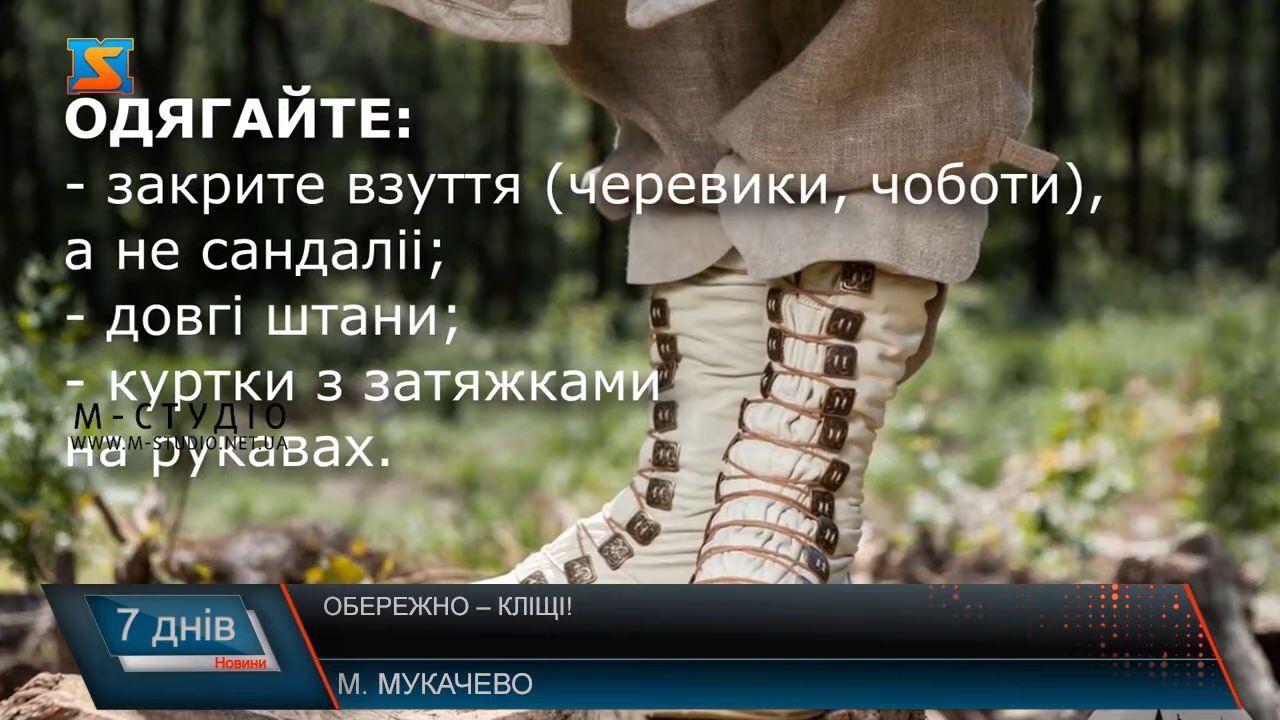 ОДЯГАЙТЕ:
- закрите взуття (черевики, чоботи),
а не сандаліі;
- довгі штани;
- куртки з затяжками
М-СТУДІО
WWW.M-STUDIO.NET.UA
на рукавах.
7 днів
Новини
ОБЕРЕЖНО – КЛІЩІ!
М. МУКАЧЕВО